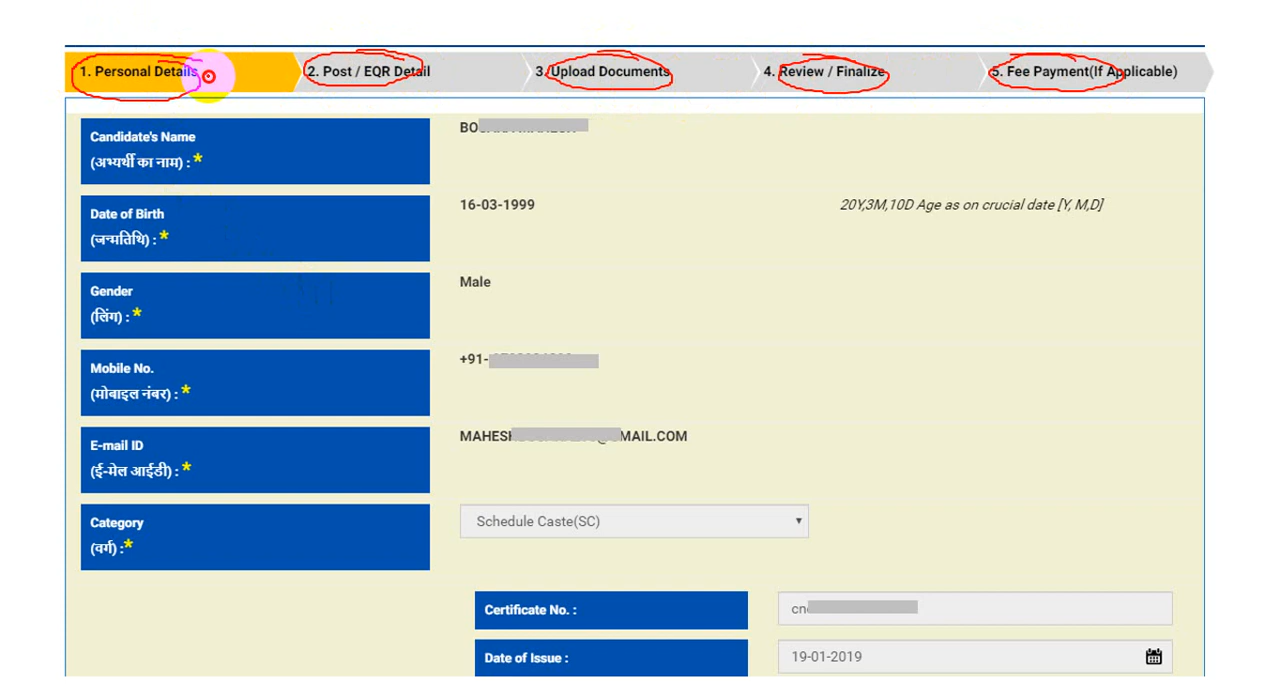 1. Personal Details
2. Post / EQR Detail
3. Upload Documents
4. Review / Finalize
5. Fee Payment(If Applicable)
Candidate's Name
(अभ्यर्थी का नाम) : *
BO
Date of Birth
(जन्मतिथि) : *
16-03-1999
20Y,3M,10D Age as on crucial date [Y, M,D]
Gender
(लिंग) : *
Male
Mobile No.
(मोबाइल नंबर) : *
+91-
E-mail ID
(ई-मेल आईडी) : *
MAHESH MAIL.COM
Category
(वर्ग) :*
Schedule Caste(SC)
Certificate No. :
cn
Date of Issue :
19-01-2019